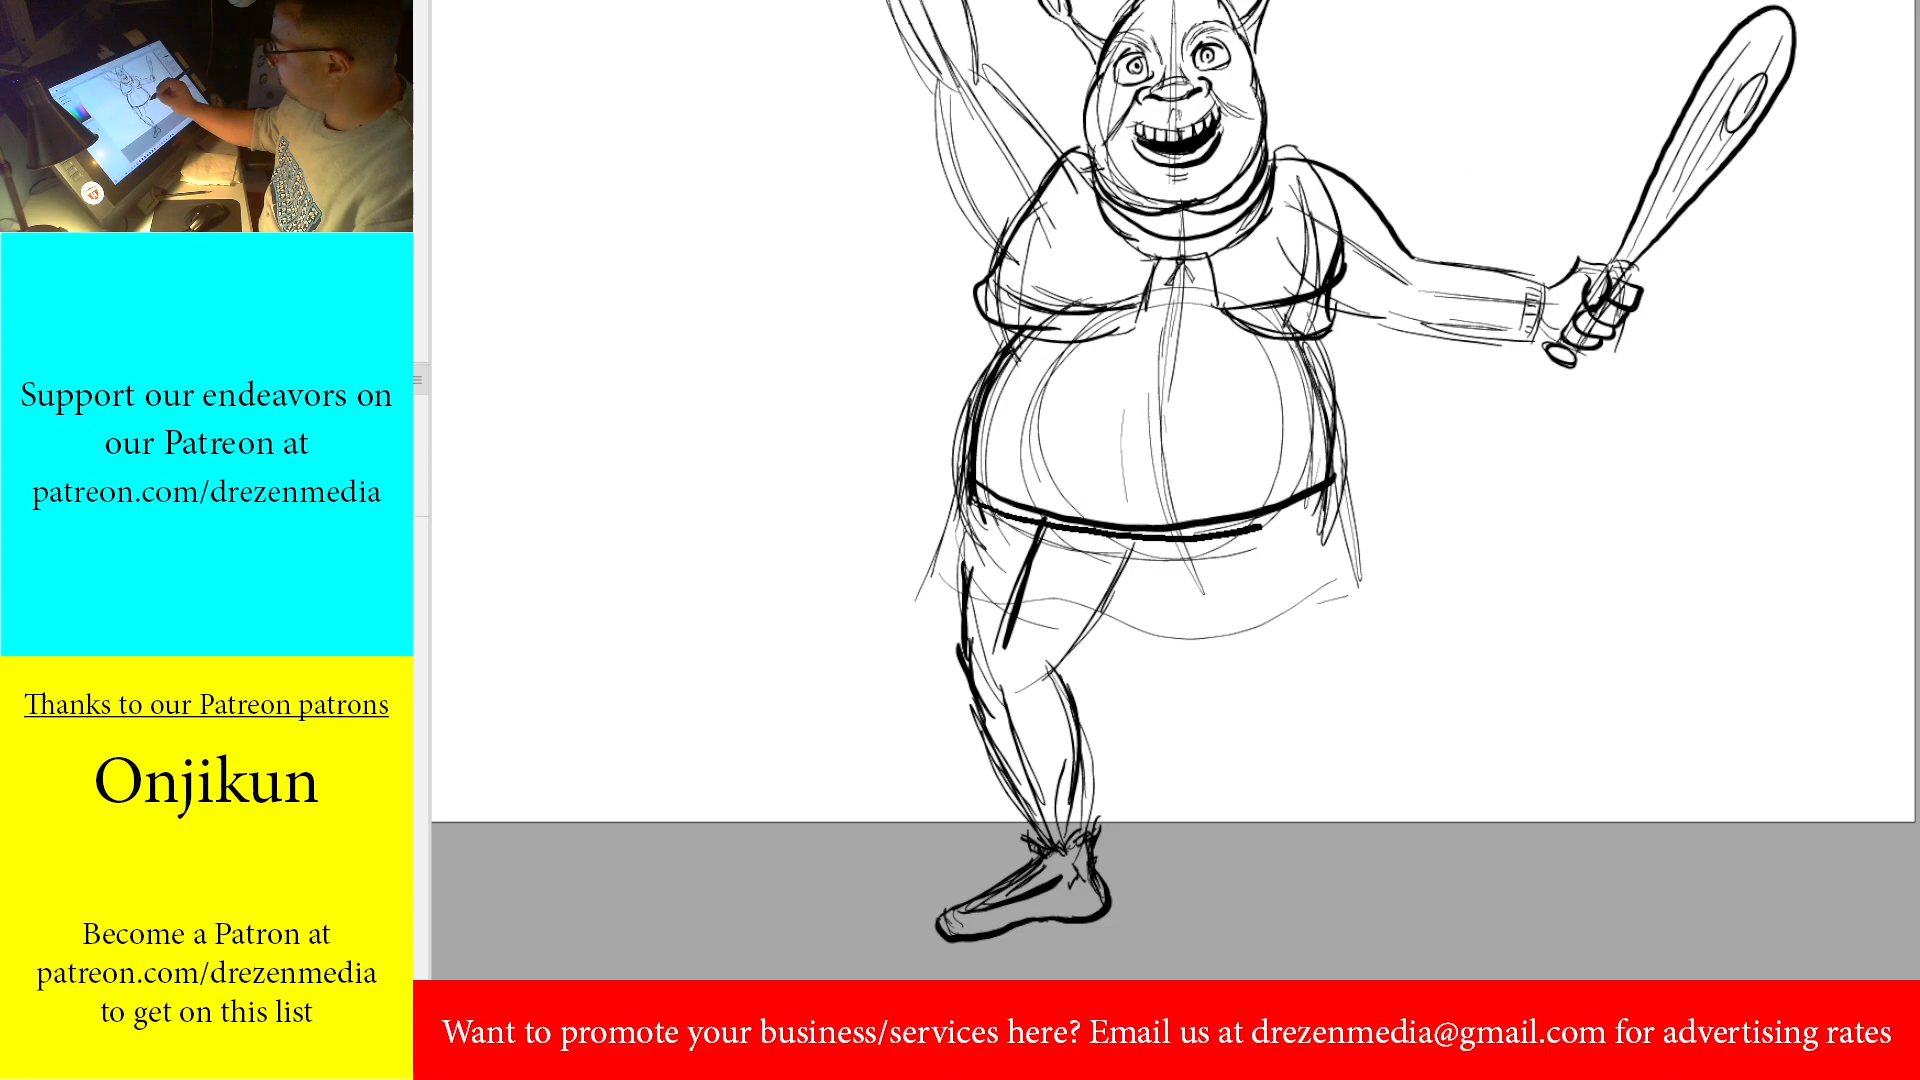 Support our endeavors on
our Patreon at
patreon.com/drezenmedia
Thanks to our Patreon patrons
Onjikun
Become a Patron at
patreon.com/drezenmedia
to get on this list
Want to promote your business/services here? Email us at drezenmedia@gmail.com for advertising rates